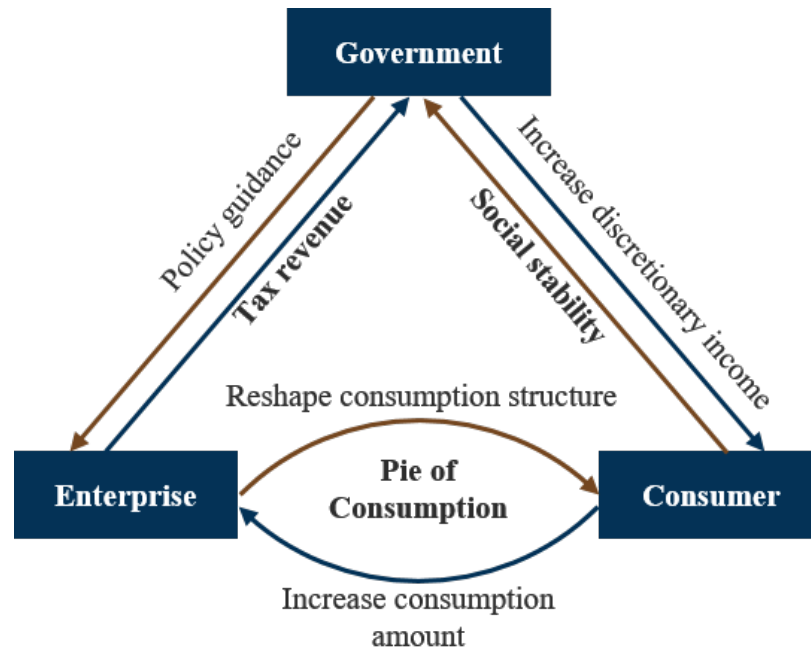 Government
Policy guidance
Tax revenue
Social stability
Increase discretionary income
Reshape consumption structure
Enterprise
Pie of
Consumption
Consumer
Increase consumption
amount